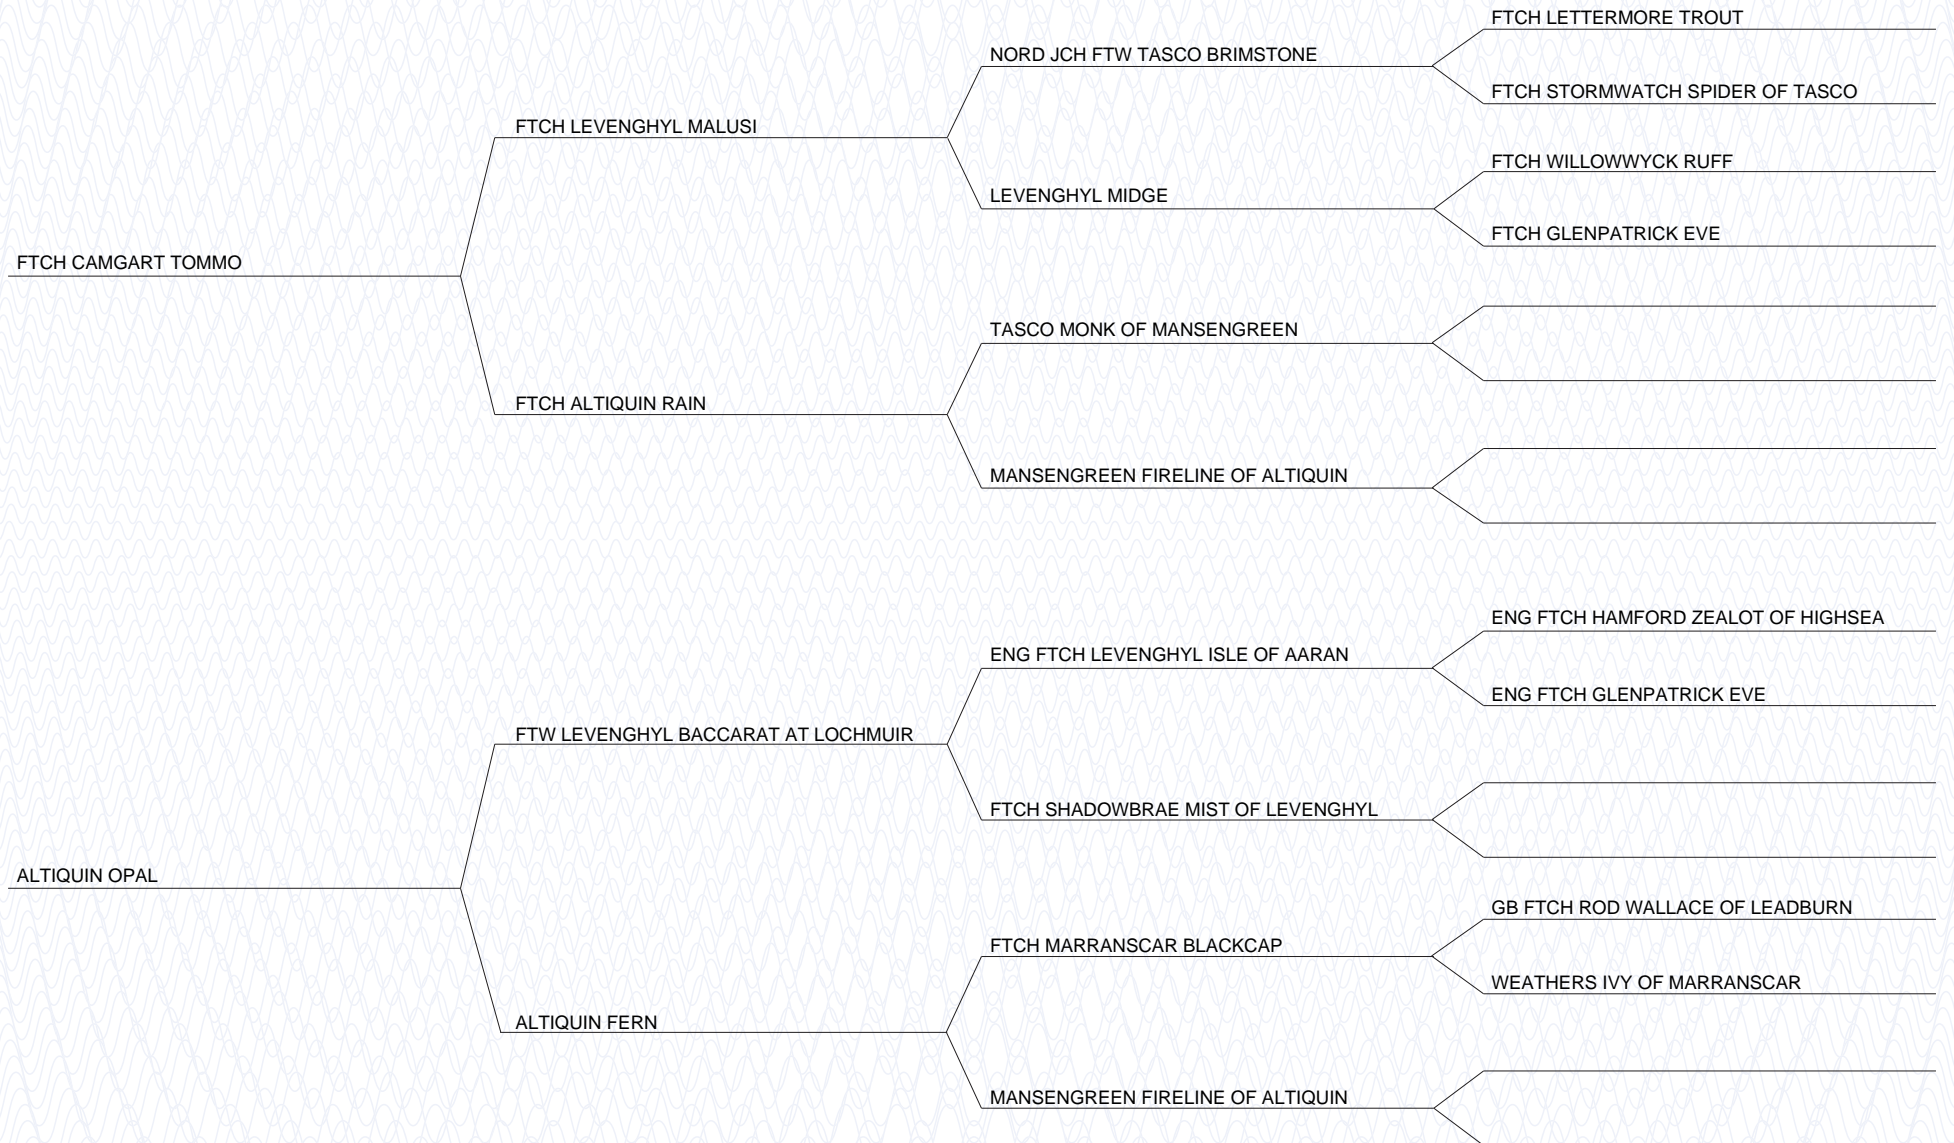 FTCH LETTERMORE TROUT
NORD JCH FTW TASCO BRIMSTONE
FTCH STORMWATCH SPIDER OF TASCO
FTCH LEVENGHYL MALUSI
FTCH WILLOWWYCK RUFF
LEVENGHYL MIDGE
FTCH GLENPATRICK EVE
FTCH CAMGART TOMMO
TASCO MONK OF MANSENGREEN
FTCH ALTIQUIN RAIN
MANSENGREEN FIRELINE OF ALTIQUIN
ENG FTCH HAMFORD ZEALOT OF HIGHSEA
ENG FTCH LEVENGHYL ISLE OF AARAN
ENG FTCH GLENPATRICK EVE
FTW LEVENGHYL BACCARAT AT LOCHMUIR
FTCH SHADOWBRAE MIST OF LEVENGHYL
ALTIQUIN OPAL
GB FTCH ROD WALLACE OF LEADBURN
FTCH MARRANSCAR BLACKCAP
WEATHERS IVY OF MARRANSCAR
ALTIQUIN FERN
MANSENGREEN FIRELINE OF ALTIQUIN